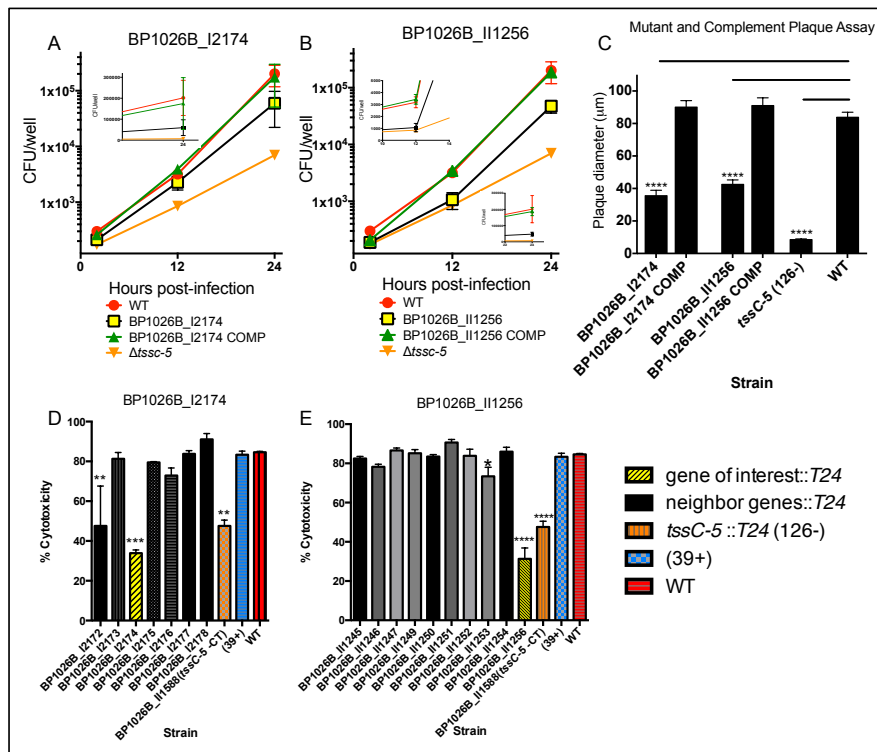 A
BP1026B_I2174
CFU/well
1x10⁵
1x10⁴
1x10³
0
12
24
Hours post-infection
WT
BP1026B_I2174
BP1026B_I2174 COMP
Δtssc-5
B
BP1026B_II1256
CFU/well
1x10⁵
1x10⁴
1x10³
0
12
24
Hours post-infection
WT
BP1026B_II1256
BP1026B_II1256 COMP
Δtssc-5
C
Mutant and Complement Plaque Assay
Plaque diameter (µm)
100
80
60
40
20
0
****
****
****
BP1026B_I2174
BP1026B_I2174 COMP
BP1026B_II1256
BP1026B_II1256 COMP
tssC-5 (126-)
WT
Strain
D
BP1026B_I2174
% Cytotoxicity
100
80
60
40
20
0
**
***
**
BP1026B_I2172
BP1026B_I2173
BP1026B_I2174
BP1026B_I2175
BP1026B_I2176
BP1026B_I2177
BP1026B_I2178
BP1026B_II1588(tssC-5 -CT)
(39+)
WT
Strain
E
BP1026B_II1256
% Cytotoxicity
100
80
60
40
20
0
*
****
****
BP1026B_II1245
BP1026B_II1246
BP1026B_II1247
BP1026B_II1249
BP1026B_II1250
BP1026B_II1251
BP1026B_II1252
BP1026B_II1253
BP1026B_II1254
BP1026B_II1256
BP1026B_II1588(tssC-5 -CT)
(39+)
WT
Strain
gene of interest::T24
neighbor genes::T24
tssC-5 ::T24 (126-)
(39+)
WT